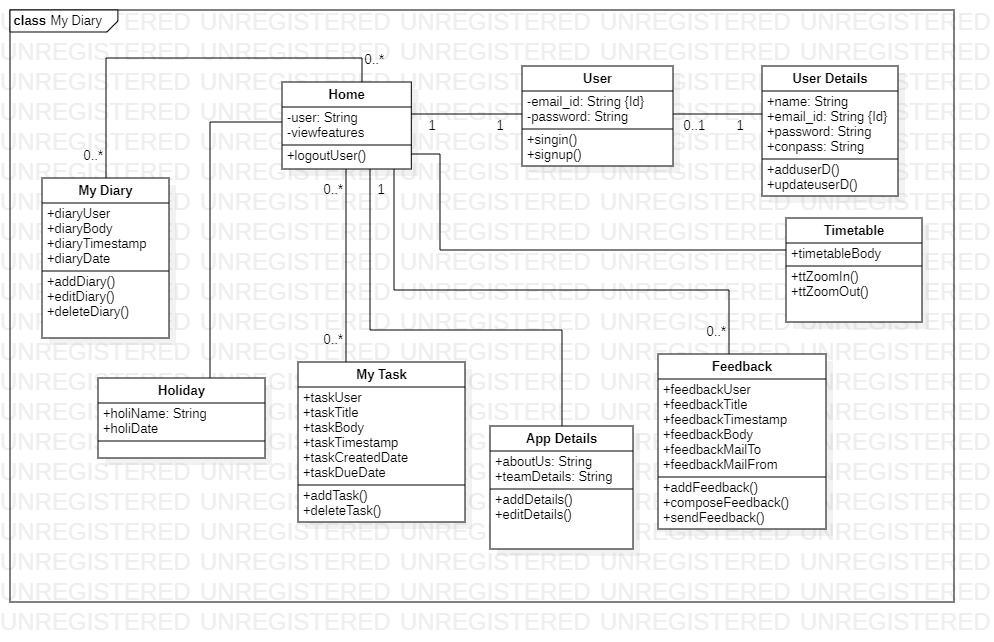 class My Diary
0..*
Home
-user: String
-viewfeatures
+logoutUser()
1
1
User
-email_id: String {Id}
-password: String
+singin()
+signup()
0..1
1
User Details
+name: String
+email_id: String {Id}
+password: String
+conpass: String
+adduserD()
+updateuserD()
0..*
My Diary
+diaryUser
+diaryBody
+diaryTimestamp
+diaryDate
+addDiary()
+editDiary()
+deleteDiary()
0..*
1
Timetable
+timetableBody
+ttZoomIn()
+ttZoomOut()
0..*
0..*
Holiday
+holiName: String
+holiDate
My Task
+taskUser
+taskTitle
+taskBody
+taskTimestamp
+taskCreatedDate
+taskDueDate
+addTask()
+deleteTask()
App Details
+aboutUs: String
+teamDetails: String
+addDetails()
+editDetails()
Feedback
+feedbackUser
+feedbackTitle
+feedbackTimestamp
+feedbackBody
+feedbackMailTo
+feedbackMailFrom
+addFeedback()
+composeFeedback()
+sendFeedback()
UNREGISTERED UNREGISTERED UNREGISTERED UNREGISTERED UNREGISTERED